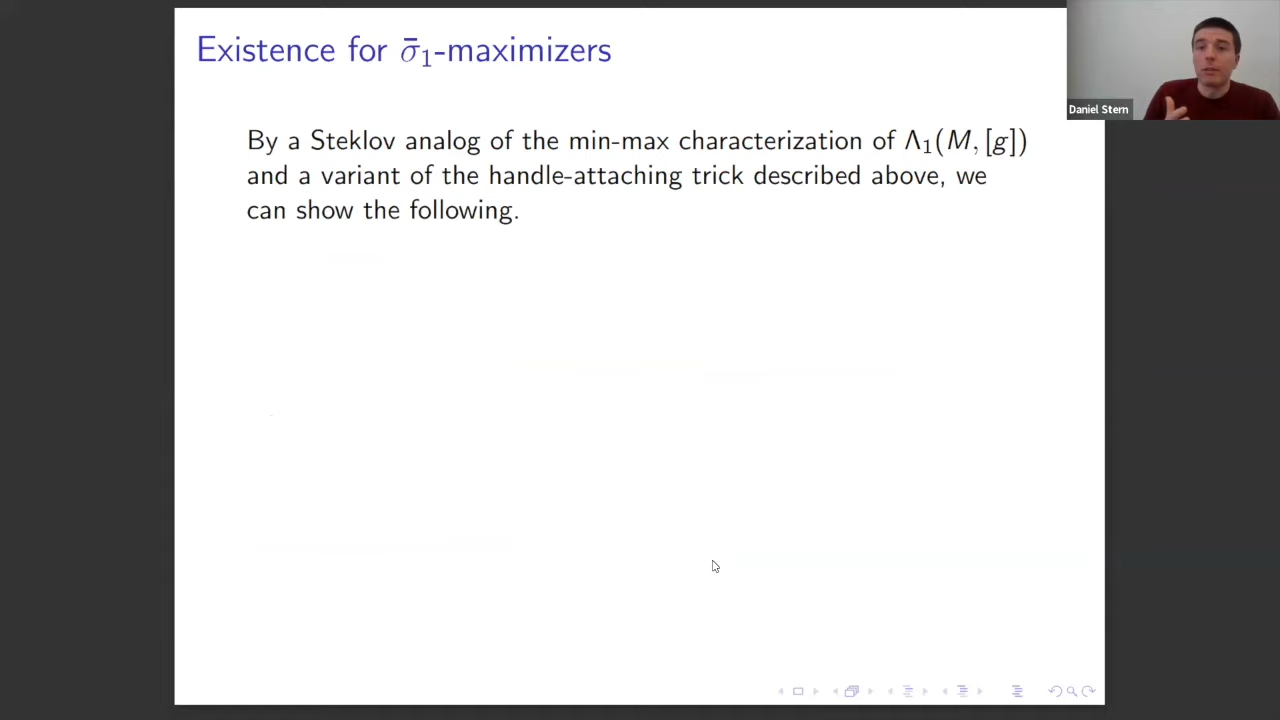 Existence for σ̄₁-maximizers
Daniel Stern
By a Steklov analog of the min-max characterization of Λ₁(M, [g])
and a variant of the handle-attaching trick described above, we
can show the following.